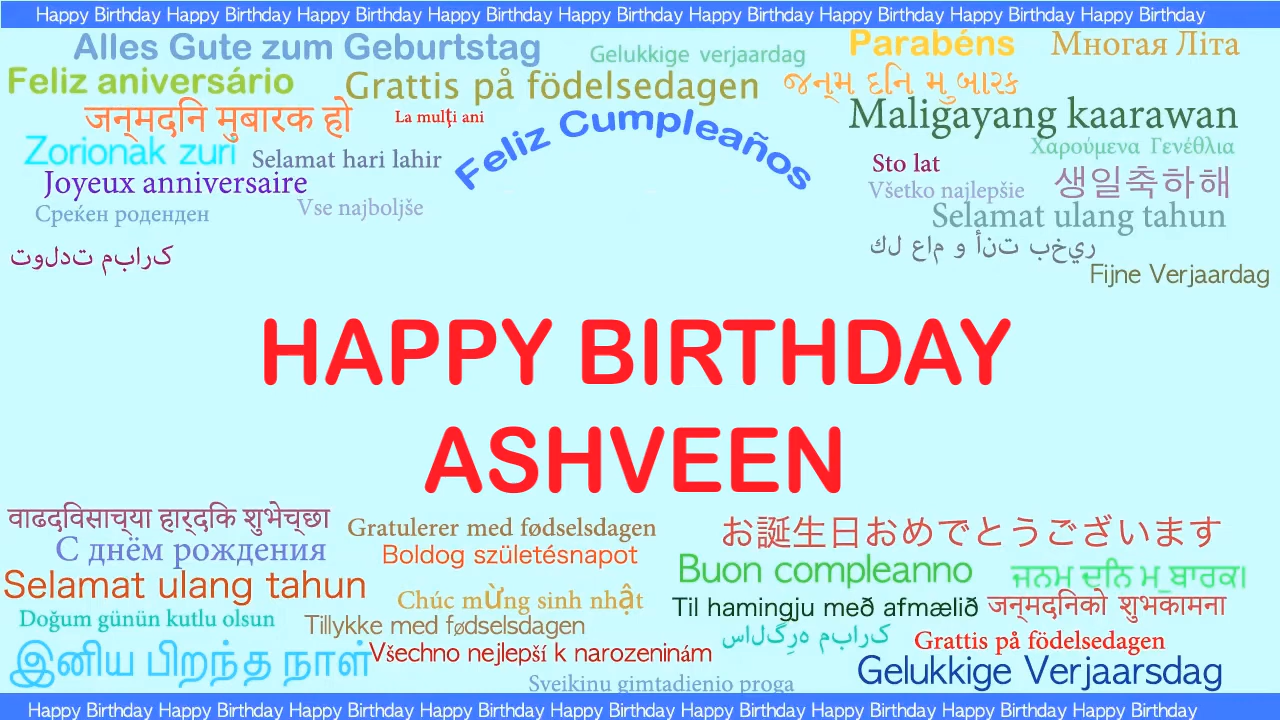 Happy Birthday Happy Birthday Happy Birthday Happy Birthday Happy Birthday Happy Birthday Happy Birthday Happy Birthday Happy Birthday
Alles Gute zum Geburtstag
Gelukkige verjaardag
Parabéns
Многая Літа
Feliz aniversário
Grattis på födelsedagen
જન્મ દિન મુબારક
जन्मदिन मुबारक हो
La mulţi ani
Feliz Cumpleaños
Maligayang kaarawan
Zorionak zuri
Selamat hari lahir
Sto lat
Χαρούμενα Γενέθλια
Joyeux anniversaire
Všetko najlepšie
생일축하해
Среќен роденден
Vse najboljše
Selamat ulang tahun
تولدت مبارک
كل عام و أنت بخير
Fijne Verjaardag
HAPPY BIRTHDAY
ASHVEEN
वाढदिवसाच्या हार्दिक शुभेच्छा
Gratulerer med fødselsdagen
お誕生日おめでとうございます
С днём рождения
Boldog születésnapot
Buon compleanno
ਜਨਮ ਦਿਨ ਮੁਬਾਰਕ।
Selamat ulang tahun
Chúc mừng sinh nhật
Til hamingju með afmælið
जन्मदिनको शुभकामना
Doğum günün kutlu olsun
Tillykke med fødselsdagen
سالگرہ مبارک
Grattis på födelsedagen
இனிய பிறந்த நாள்
Všechno nejlepší k narozeninám
Gelukkige Verjaarsdag
Sveikinu gimtadienio proga
Happy Birthday Happy Birthday Happy Birthday Happy Birthday Happy Birthday Happy Birthday Happy Birthday Happy Birthday Happy Birthday